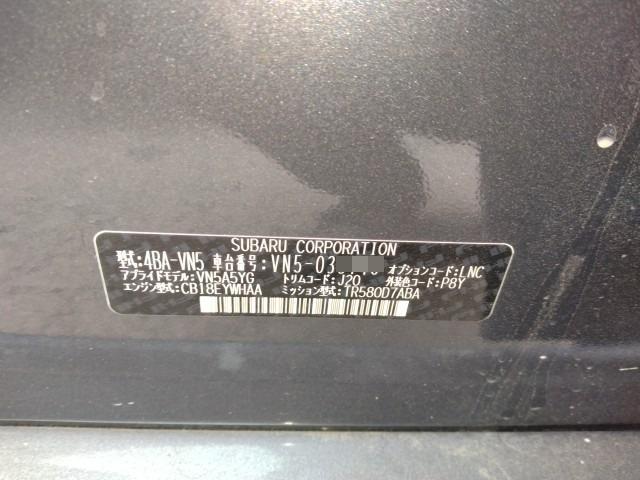 SUBARU CORPORATION
型式:4BA-VN5 車台番号:VN5-03 オプションコード:LNC
アプライドモデル:VN5A5YG トリムコード:J20 外装色コード:P8Y
エンジン型式:CB18EYWHAA ミッション型式:TR580D7ABA